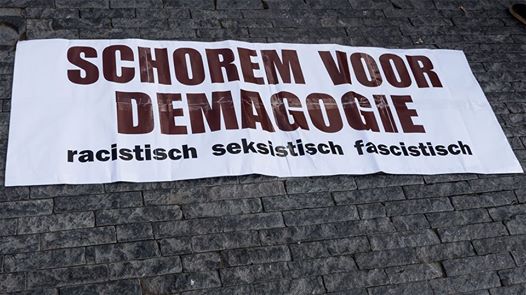 SCHOREM VOOR
DEMAGOGIE
racistisch seksistisch fascistisch